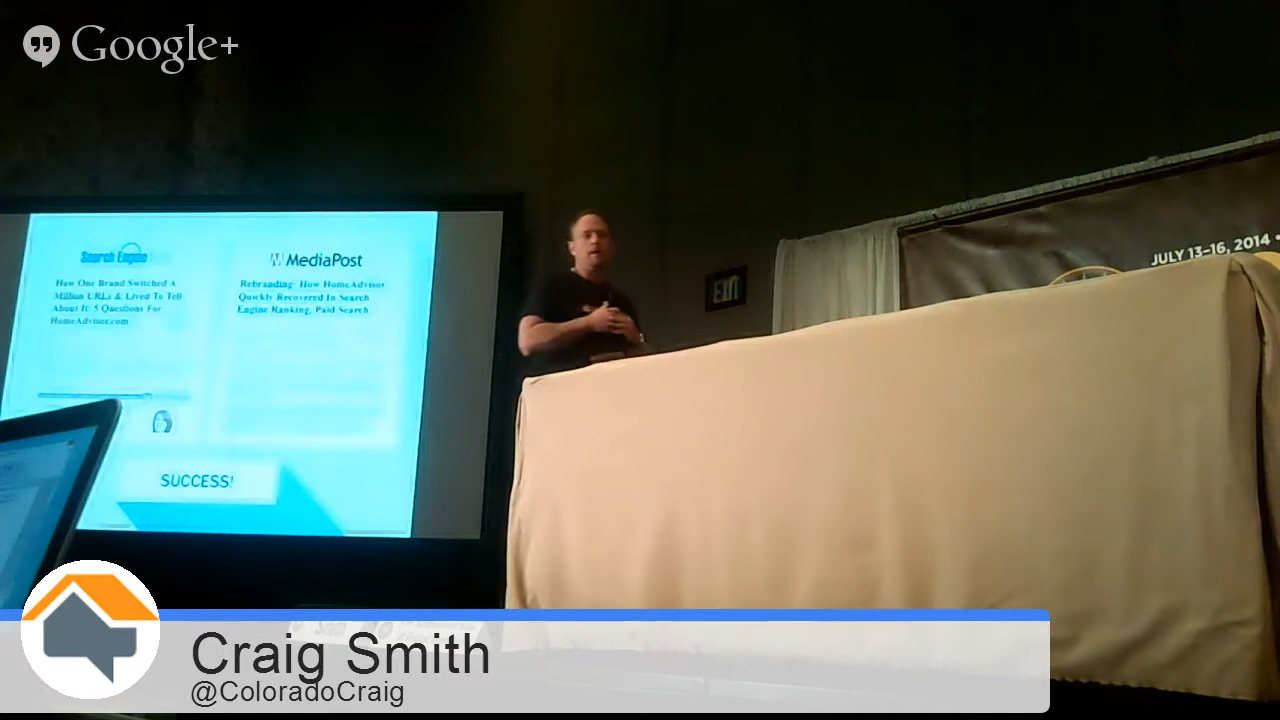 Google+
Search Engine
How One Brand Switched A
Million URLs & Lived To Tell
About It: 5 Questions For
HomeAdvisor.com
MediaPost
Rebranding: How HomeAdvisor
Quickly Recovered In Search
Engine Ranking, Paid Search
SUCCESS!
EXIT
JULY 13–16, 2014
Smith
Craig Smith
@ColoradoCraig